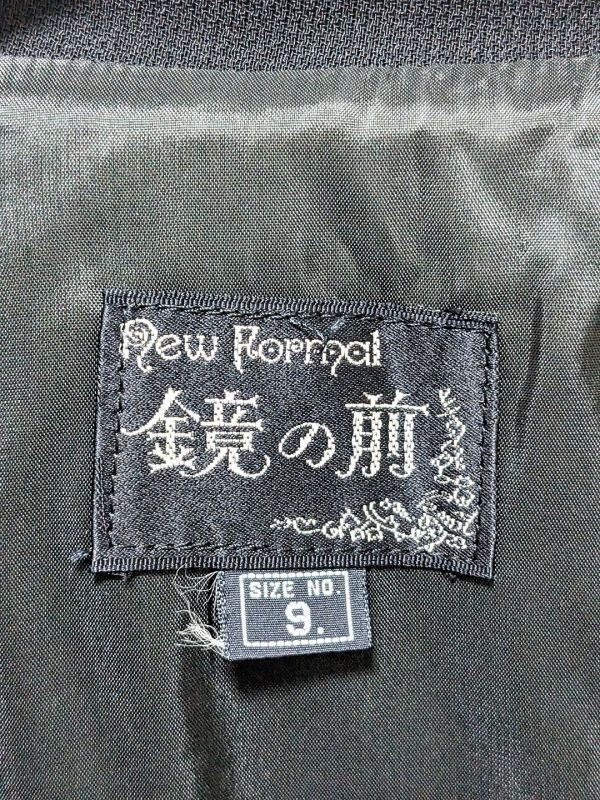 New Formal
鏡の前
SIZE NO.
9.